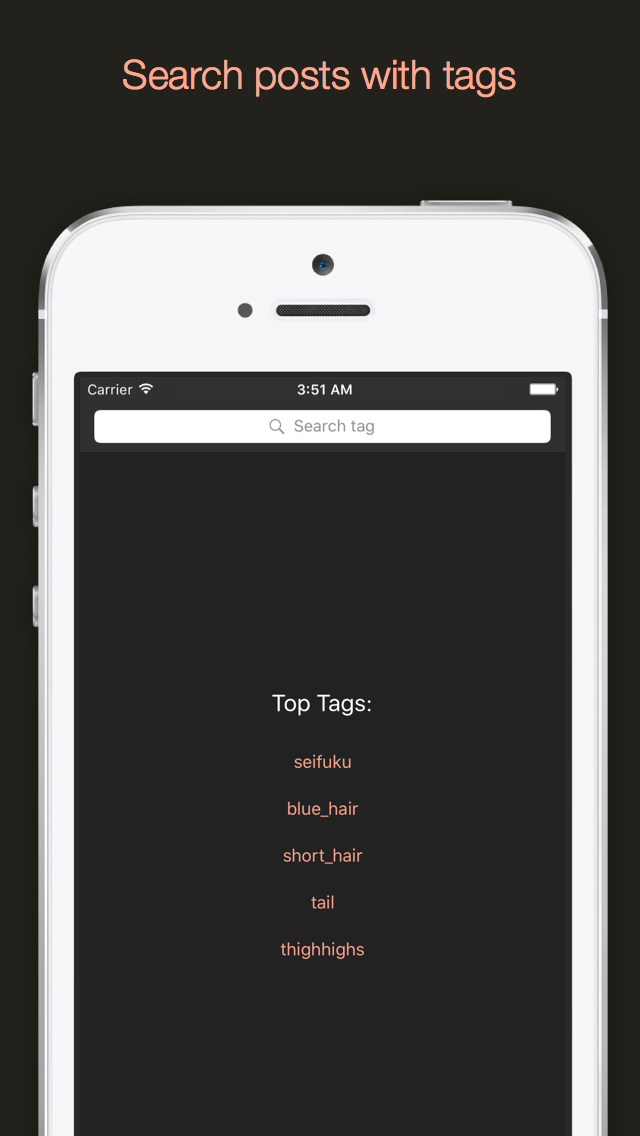 Search posts with tags
Carrier 3:51 AM
Search tag
Top Tags:
seifuku
blue_hair
short_hair
tail
thighhighs